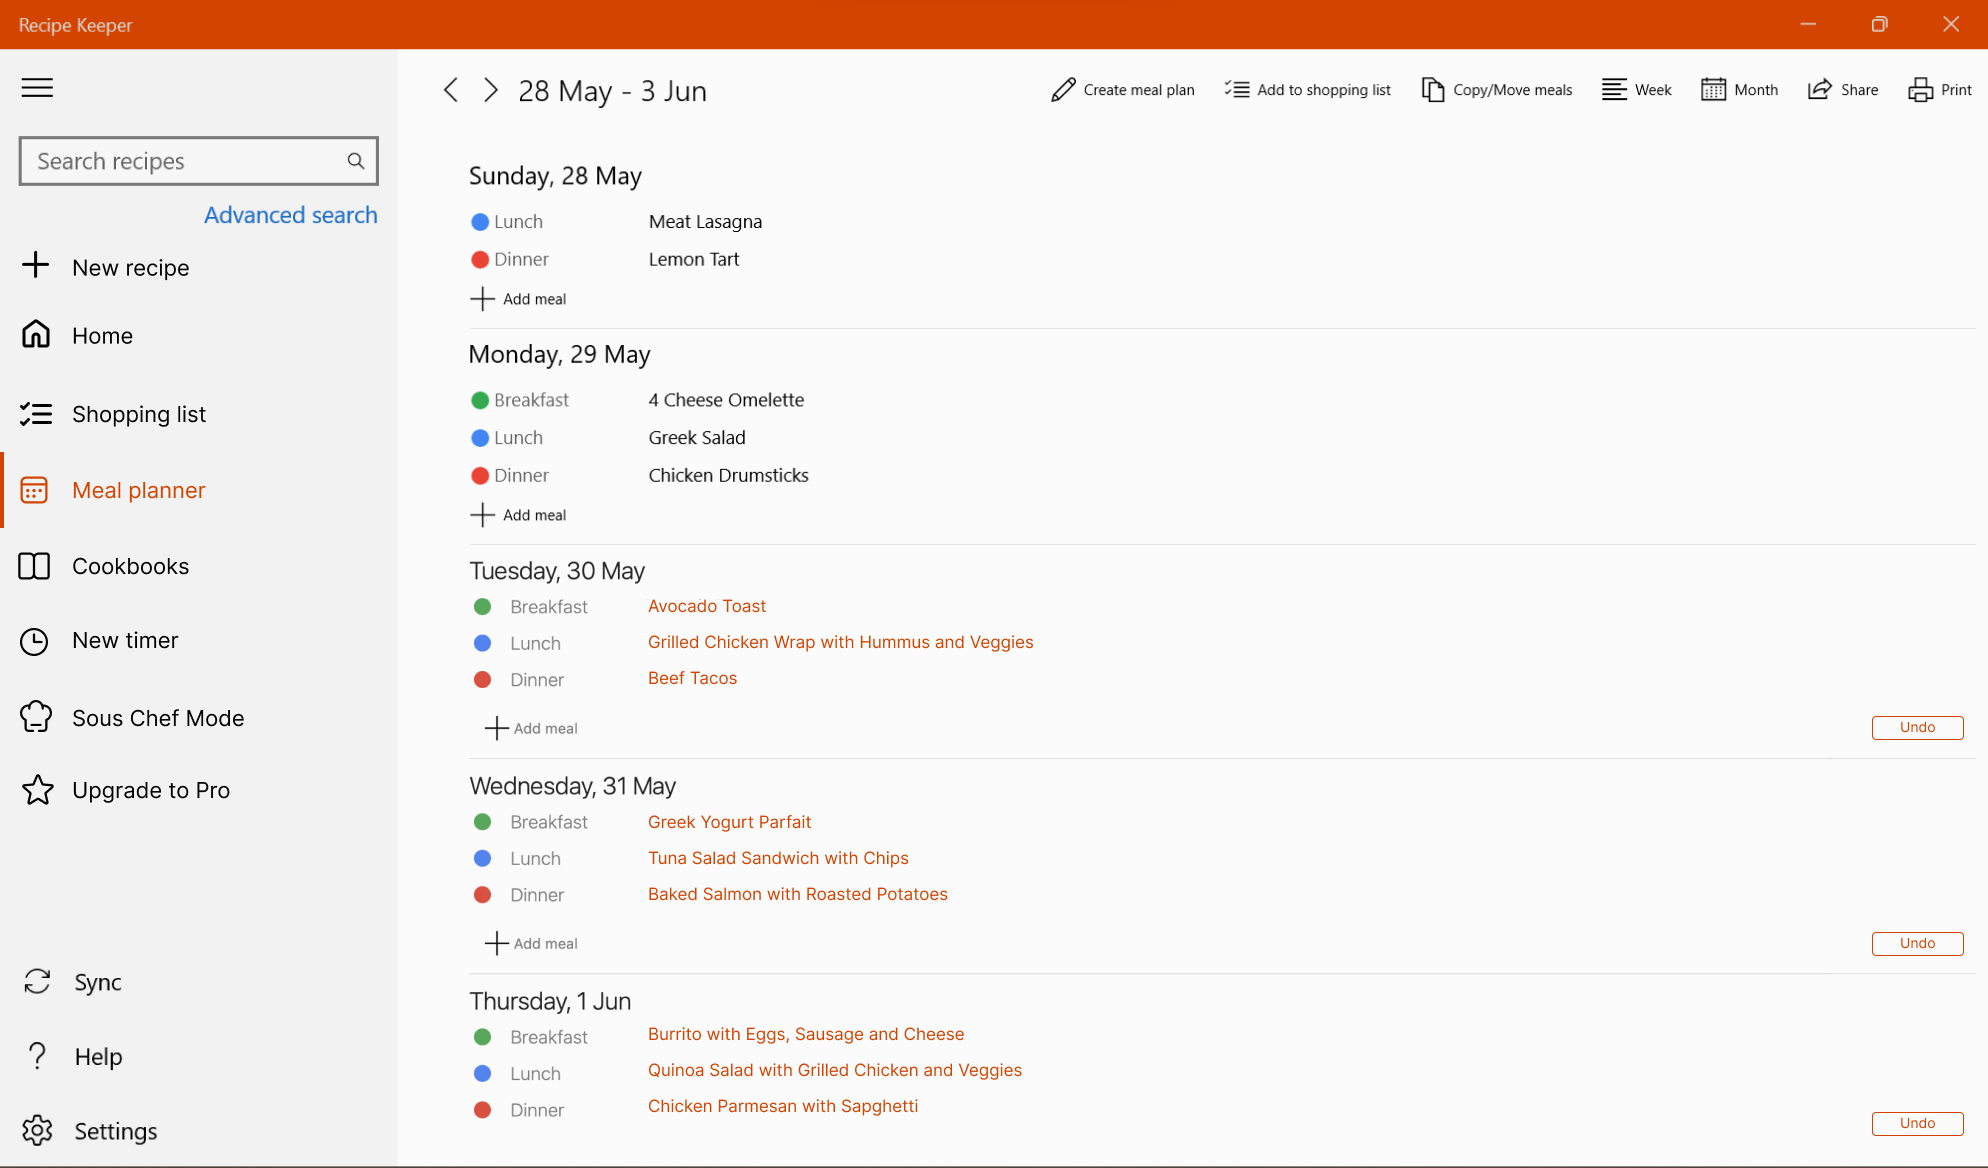 Recipe Keeper
28 May - 3 Jun
Create meal plan
Add to shopping list
Copy/Move meals
Week
Month
Share
Print
Search recipes
Advanced search
New recipe
Home
Shopping list
Meal planner
Cookbooks
New timer
Sous Chef Mode
Upgrade to Pro
Sync
Help
Settings
Sunday, 28 May
Lunch Meat Lasagna
Dinner Lemon Tart
Add meal
Monday, 29 May
Breakfast 4 Cheese Omelette
Lunch Greek Salad
Dinner Chicken Drumsticks
Add meal
Tuesday, 30 May
Breakfast Avocado Toast
Lunch Grilled Chicken Wrap with Hummus and Veggies
Dinner Beef Tacos
Add meal Undo
Wednesday, 31 May
Breakfast Greek Yogurt Parfait
Lunch Tuna Salad Sandwich with Chips
Dinner Baked Salmon with Roasted Potatoes
Add meal Undo
Thursday, 1 Jun
Breakfast Burrito with Eggs, Sausage and Cheese
Lunch Quinoa Salad with Grilled Chicken and Veggies
Dinner Chicken Parmesan with Sapghetti
Undo